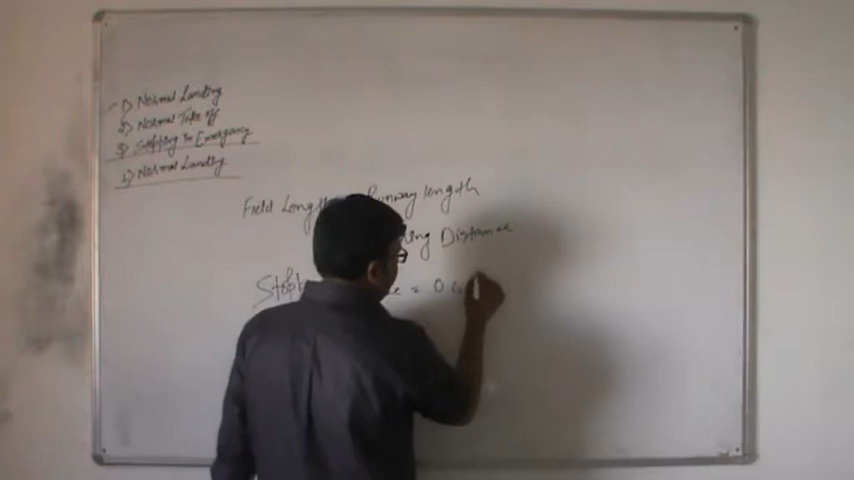 1) Normal Landing
2) Normal Take off
3) Stopping in Emergency
1) Normal Landing
Field Length Runway length
Distance
= 0.6